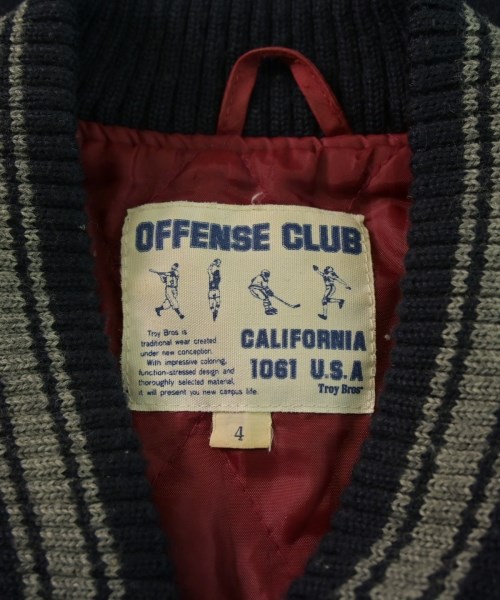 OFFENSE CLUB
Troy Bros is
traditional wear created
under new conception.
With impressive coloring,
function-stressed design and
thoroughly selected material,
it will present you new campus life.
CALIFORNIA
1061 U.S.A
Troy Bros
4